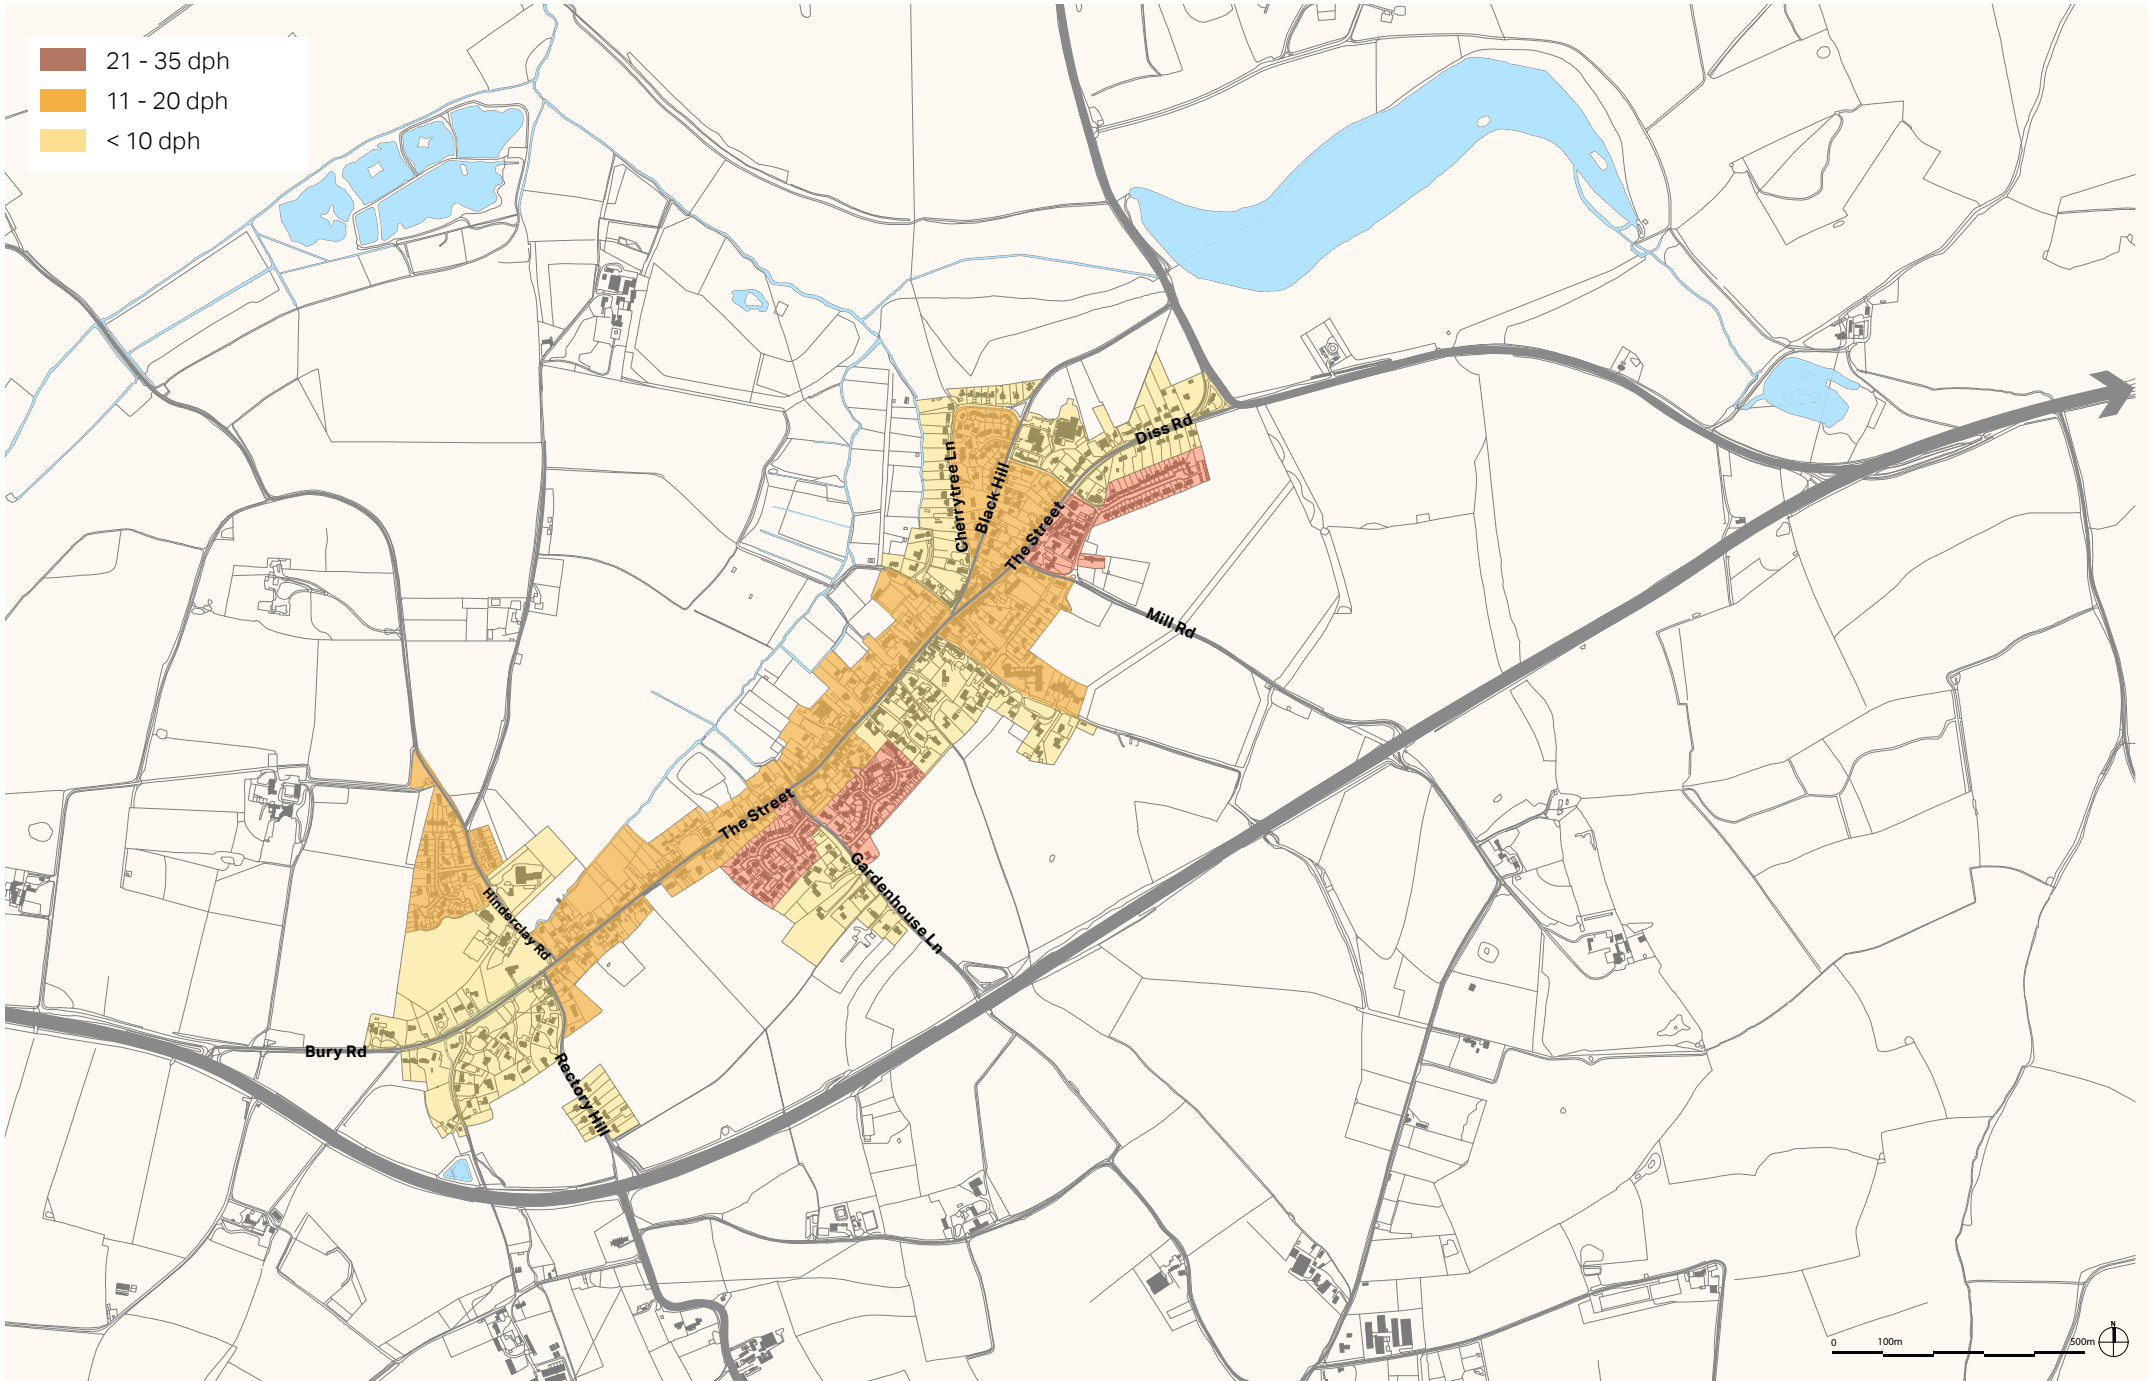 21 - 35 dph
11 - 20 dph
< 10 dph
Diss Rd
Cherrytree Ln
Black Hill
The Street
Mill Rd
The Street
Gardenhouse Ln
Hinderclay Rd
Bury Rd
Rectory Hill
0 100m 500m
N